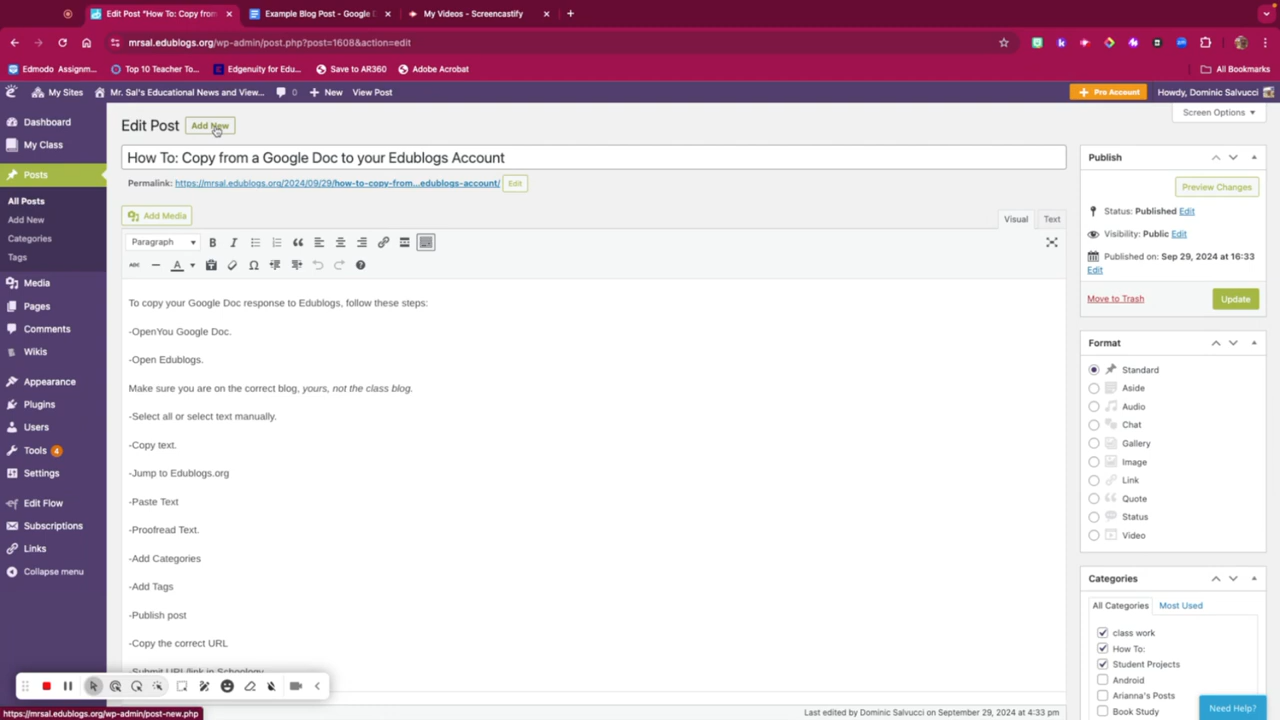 Edit Post "How To: Copy from
Example Blog Post - Google D
My Videos - Screencastify
mrsal.edublogs.org/wp-admin/post.php?post=1608&action=edit
Edmodo Assignm...
Top 10 Teacher To...
Edgenuity for Edu...
Save to AR360
Adobe Acrobat
All Bookmarks
My Sites
Mr. Sal's Educational News and View...
0
New
View Post
Pro Account
Howdy, Dominic Salvucci
Dashboard
My Class
Posts
All Posts
Add New
Categories
Tags
Media
Pages
Comments
Wikis
Appearance
Plugins
Users
Tools 4
Settings
Edit Flow
Subscriptions
Links
Collapse menu
Screen Options
Edit Post
Add New
How To: Copy from a Google Doc to your Edublogs Account
Permalink: https://mrsal.edublogs.org/2024/09/29/how-to-copy-from...edublogs-account/ Edit
Add Media
Visual
Text
Paragraph
B
I
ABC
A
To copy your Google Doc response to Edublogs, follow these steps:
-OpenYou Google Doc.
-Open Edublogs.
Make sure you are on the correct blog, yours, not the class blog.
-Select all or select text manually.
-Copy text.
-Jump to Edublogs.org
-Paste Text
-Proofread Text.
-Add Categories
-Add Tags
-Publish post
-Copy the correct URL
-Submit URL/link in Schoology
Last edited by Dominic Salvucci on September 29, 2024 at 4:33 pm
https://mrsal.edublogs.org/wp-admin/post-new.php
Publish
Preview Changes
Status: Published Edit
Visibility: Public Edit
Published on: Sep 29, 2024 at 16:33
Edit
Move to Trash
Update
Format
Standard
Aside
Audio
Chat
Gallery
Image
Link
Quote
Status
Video
Categories
All Categories
Most Used
class work
How To:
Student Projects
Android
Arianna's Posts
Book Study
Need Help?